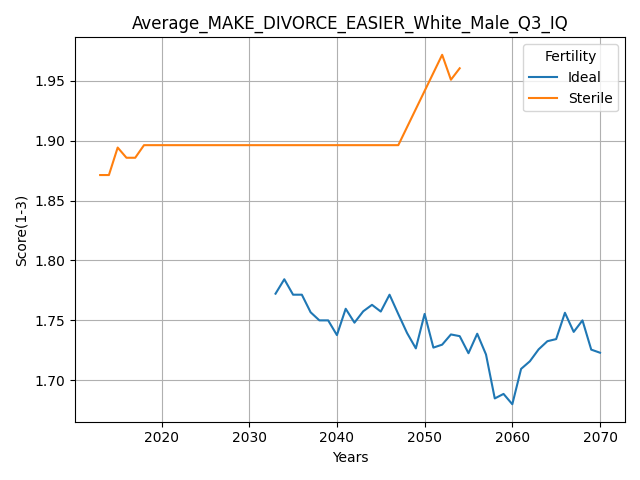 Average_MAKE_DIVORCE_EASIER_White_Male_Q3_IQ
Fertility
Ideal
Sterile
Score(1-3)
1.95
1.90
1.85
1.80
1.75
1.70
2020 2030 2040 2050 2060 2070
Years